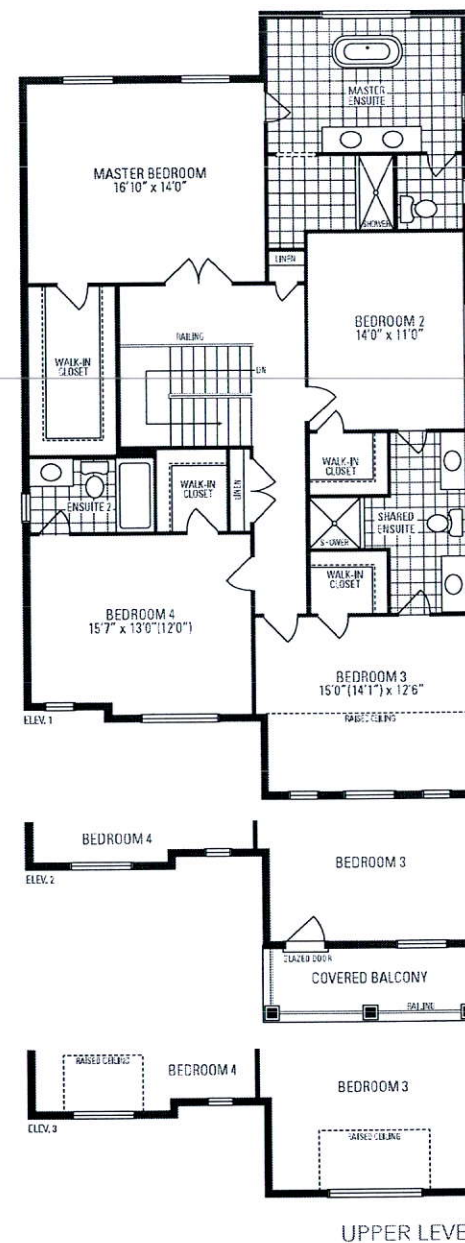 MASTER
ENSUITE
MASTER BEDROOM
16'10" x 14'0"
SHOWER
LINEN
BEDROOM 2
14'0" x 11'0"
RAILING
WALK-IN
CLOSET
DN
WALK-IN
CLOSET
WALK-IN
CLOSET
LINEN
ENSUITE 2
SHARED
ENSUITE
SHOWER
WALK-IN
CLOSET
BEDROOM 4
15'7" x 13'0"(12'0")
BEDROOM 3
15'0"(14'1") x 12'6"
RAISED CEILING
ELEV. 1
BEDROOM 4
BEDROOM 3
ELEV. 2
GLAZED DOOR
COVERED BALCONY
RAILING
RAISED CEILING
BEDROOM 4
BEDROOM 3
ELEV. 3
RAISED CEILING
UPPER LEVE